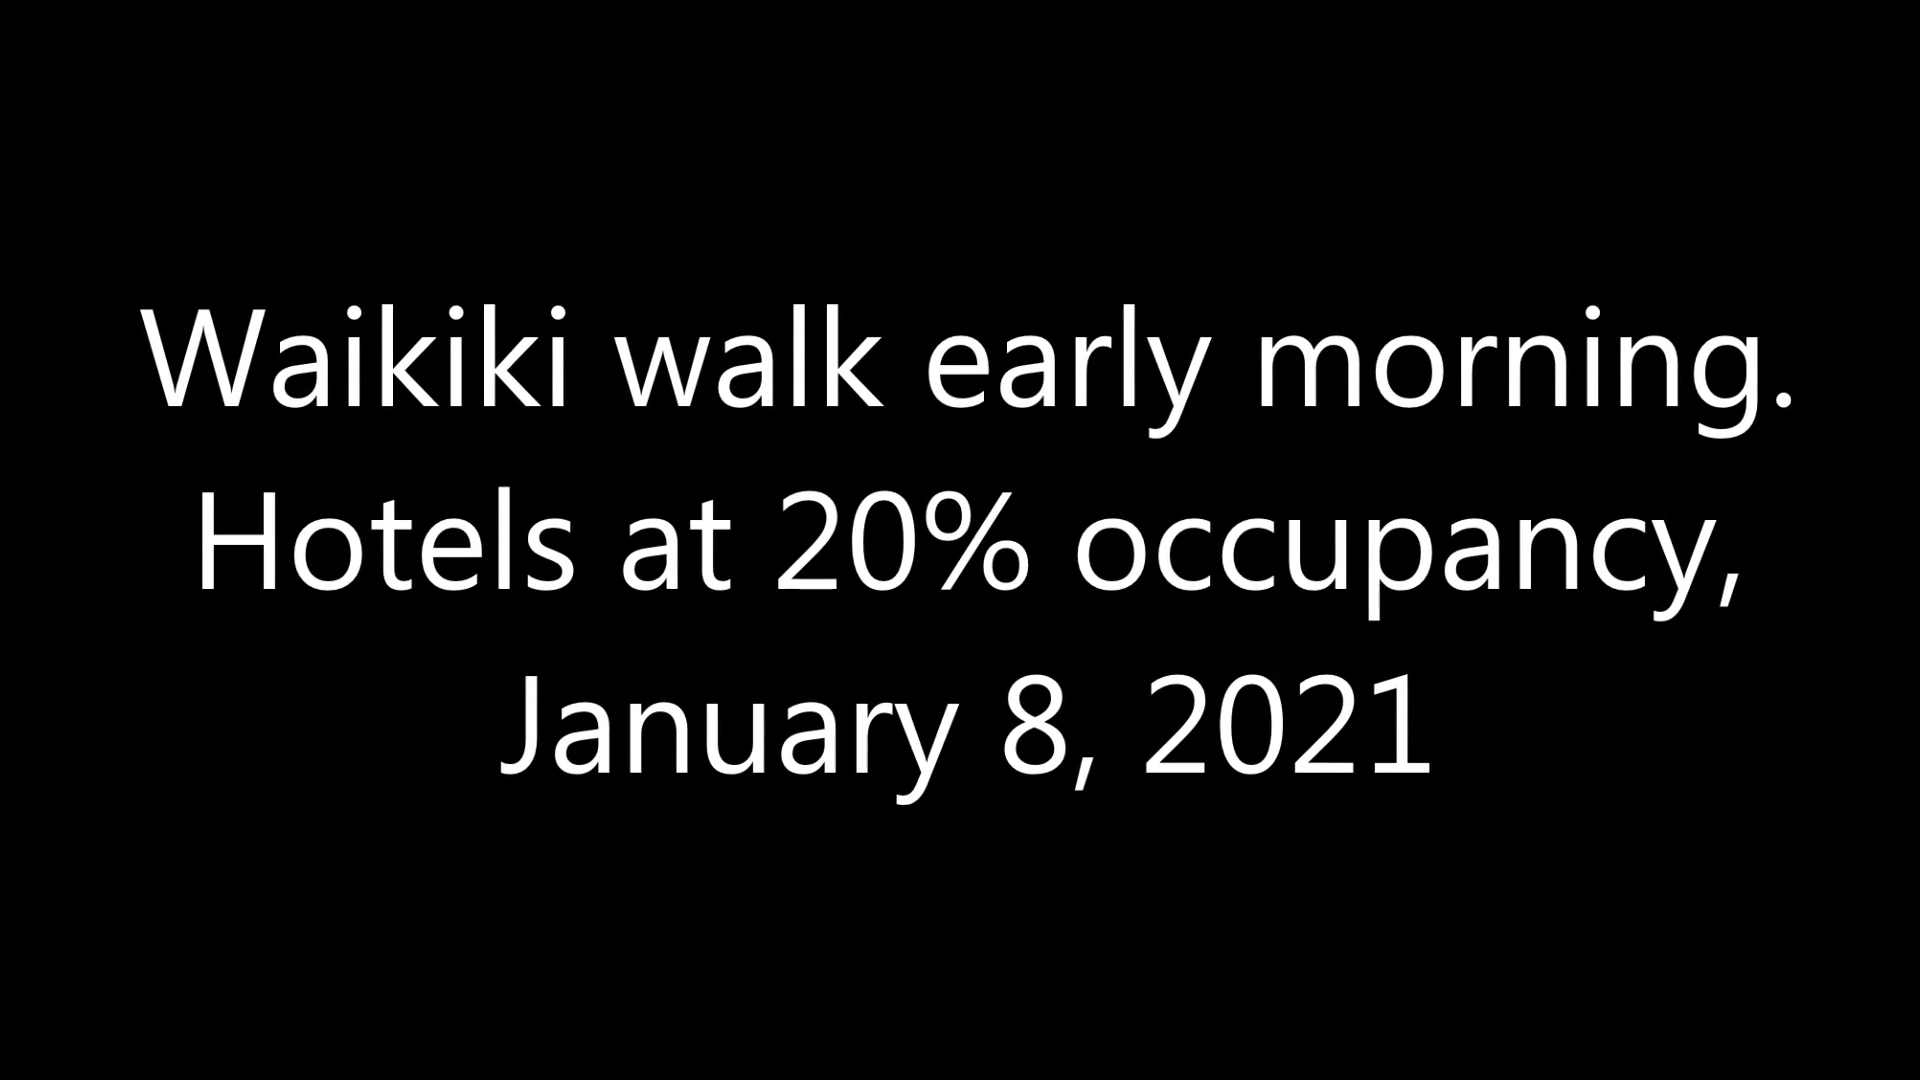 Waikiki walk early morning.
Hotels at 20% occupancy,
January 8, 2021